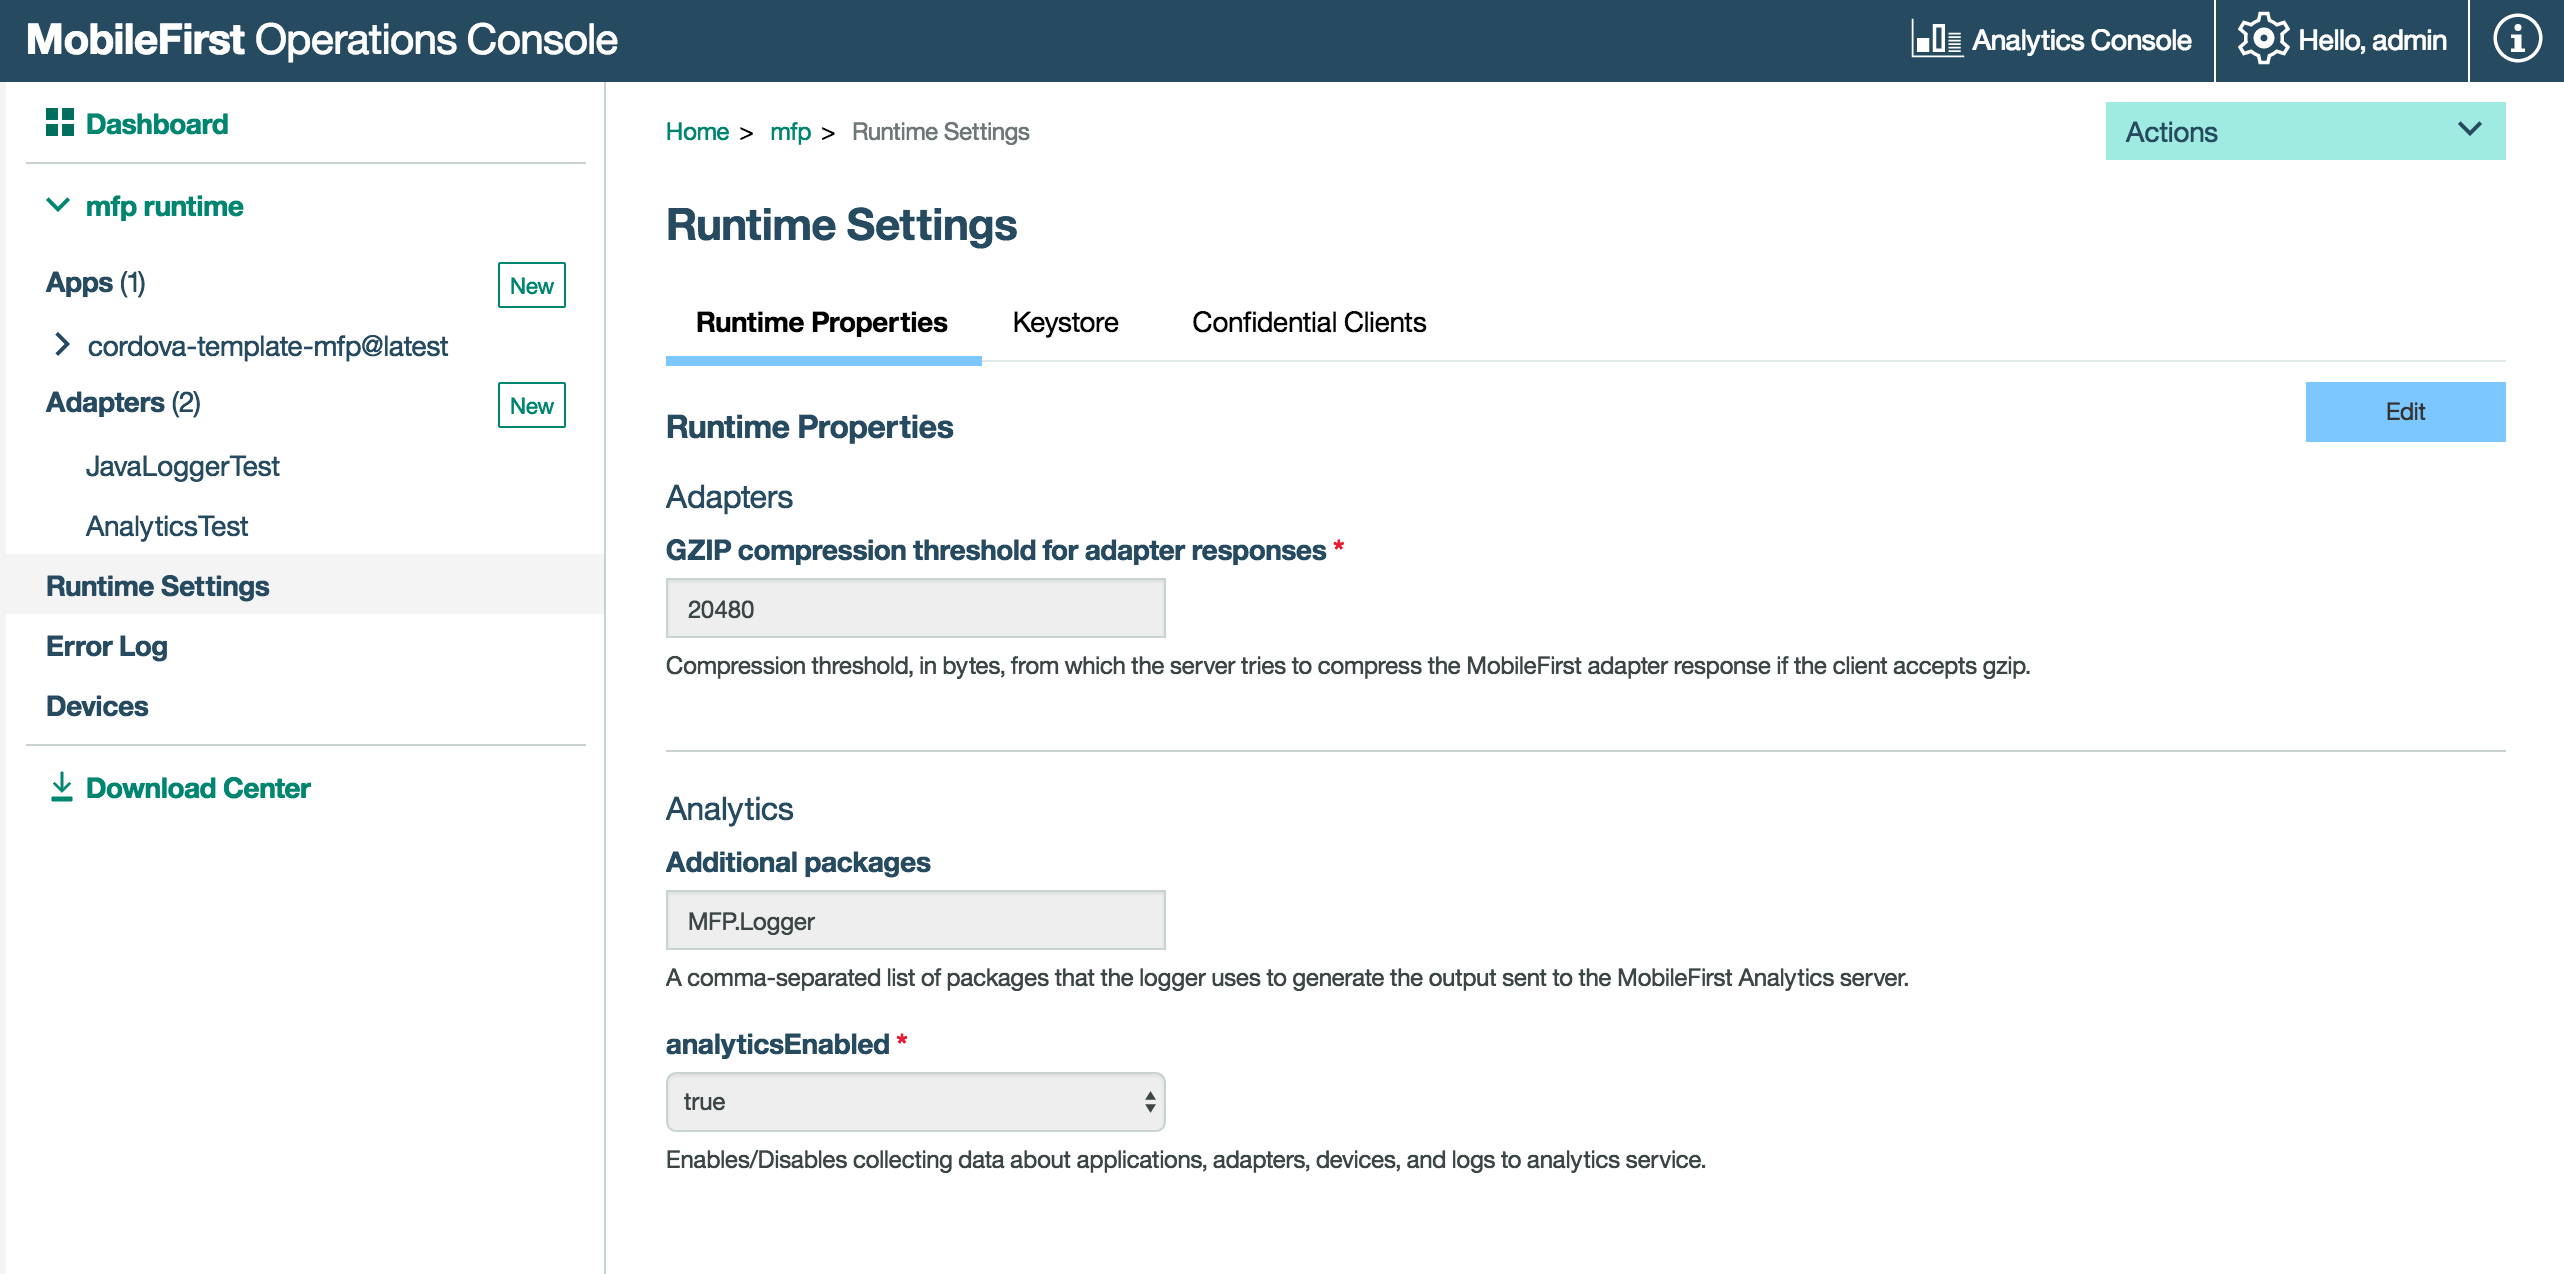 MobileFirst Operations Console
Analytics Console
Hello, admin
Dashboard
mfp runtime
Apps (1)
New
cordova-template-mfp@latest
Adapters (2)
New
JavaLoggerTest
AnalyticsTest
Runtime Settings
Error Log
Devices
Download Center
Home > mfp > Runtime Settings
Actions
Runtime Settings
Runtime Properties Keystore Confidential Clients
Runtime Properties
Edit
Adapters
GZIP compression threshold for adapter responses *
20480
Compression threshold, in bytes, from which the server tries to compress the MobileFirst adapter response if the client accepts gzip.
Analytics
Additional packages
MFP.Logger
A comma-separated list of packages that the logger uses to generate the output sent to the MobileFirst Analytics server.
analyticsEnabled *
true
Enables/Disables collecting data about applications, adapters, devices, and logs to analytics service.